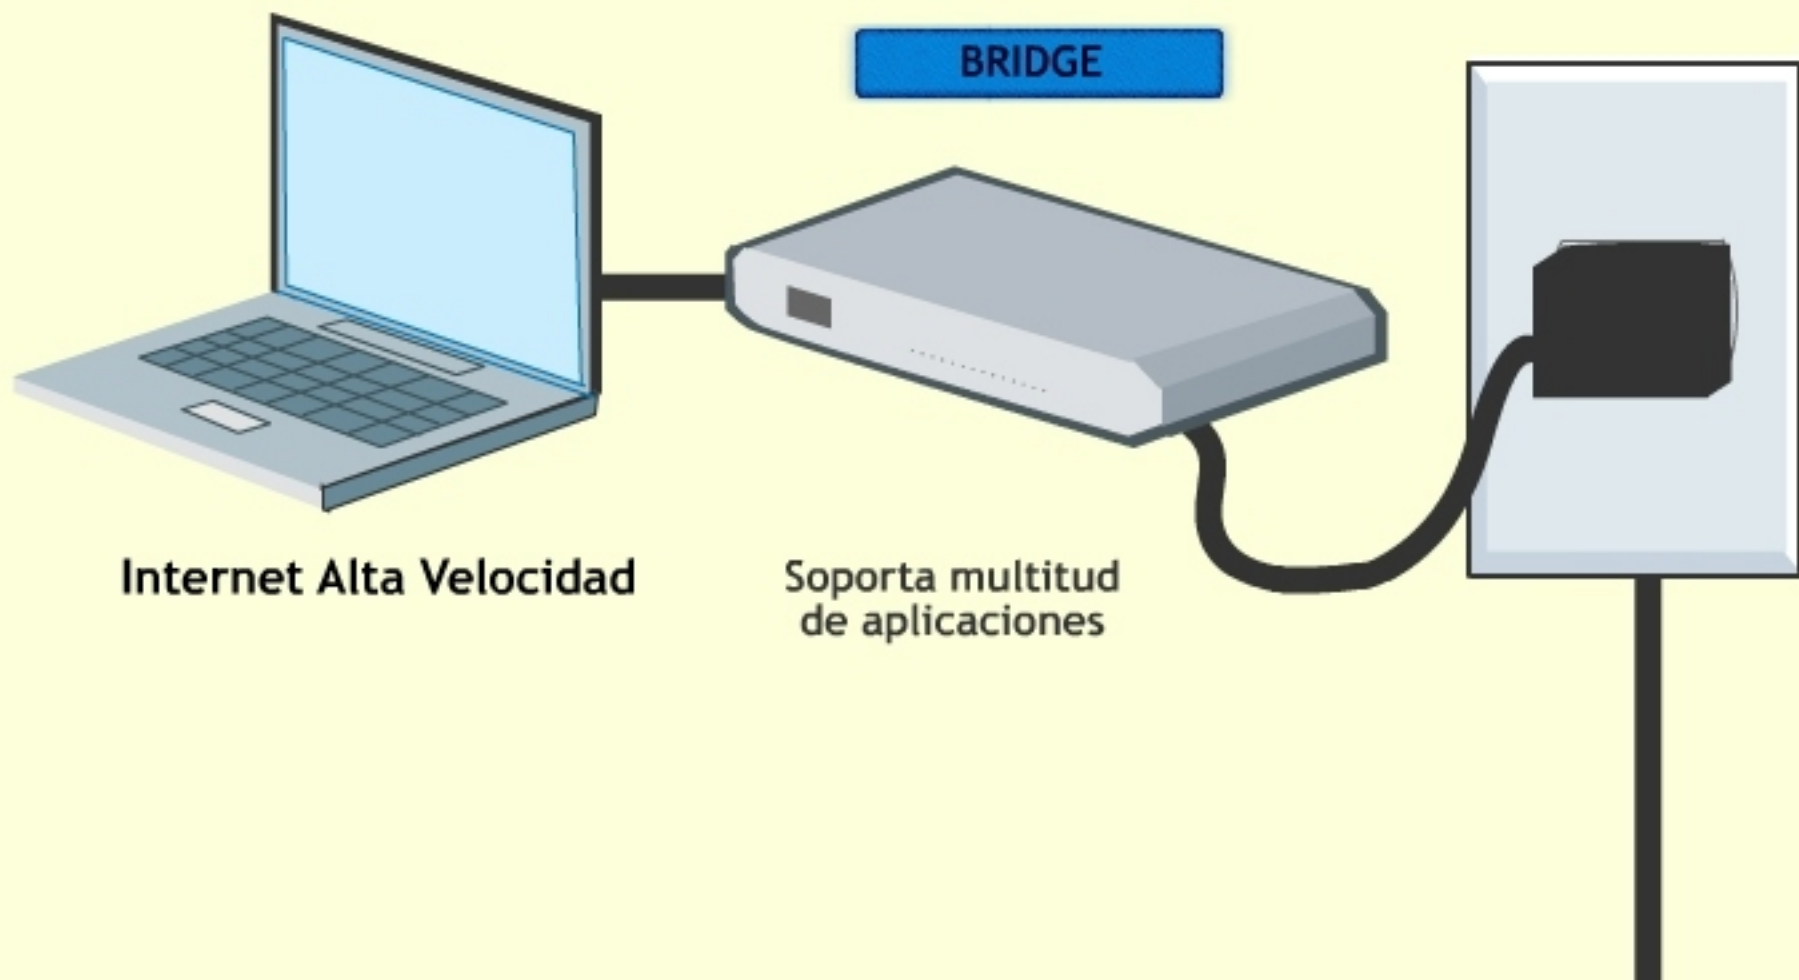 BRIDGE
Internet Alta Velocidad
Soporta multitud
de aplicaciones